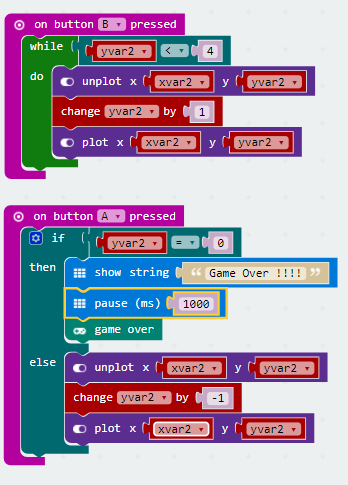 on button B pressed
while yvar2 < 4
do unplot x xvar2 y yvar2
change yvar2 by 1
plot x xvar2 y yvar2
on button A pressed
if yvar2 = 0
then show string “ Game Over !!!! ”
pause (ms) 1000
game over
else unplot x xvar2 y yvar2
change yvar2 by -1
plot x xvar2 y yvar2